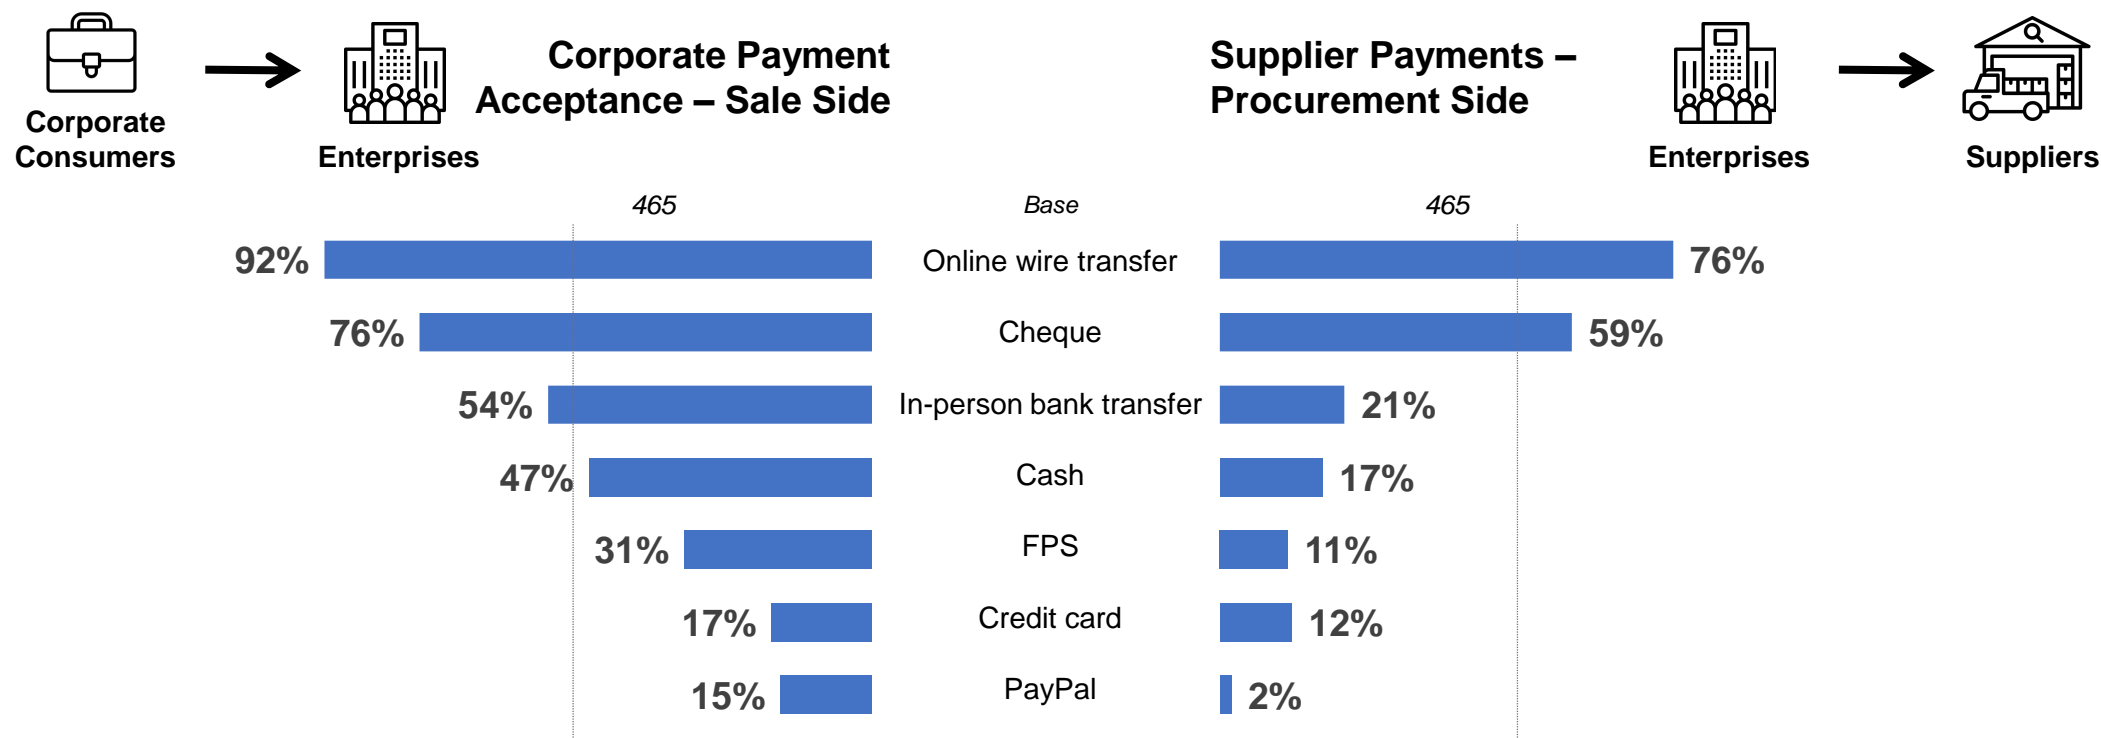 Corporate
Consumers
Enterprises
Corporate Payment
Acceptance – Sale Side
Supplier Payments –
Procurement Side
Enterprises
Suppliers
465 Base 465
92% Online wire transfer 76%
76% Cheque 59%
54% In-person bank transfer 21%
47% Cash 17%
31% FPS 11%
17% Credit card 12%
15% PayPal 2%